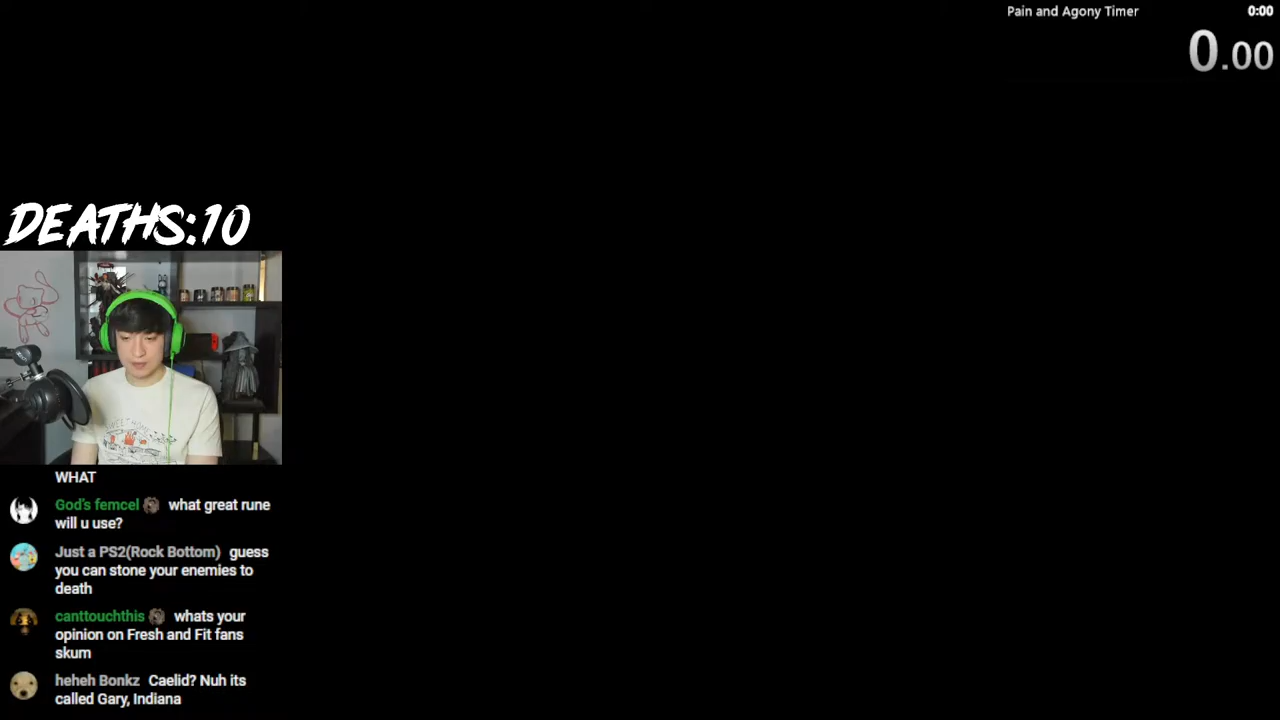 Pain and Agony Timer 0:00
0.00
DEATHS:10
WHAT
God's femcel what great rune
will u use?
Just a PS2(Rock Bottom) guess
you can stone your enemies to
death
canttouchthis whats your
opinion on Fresh and Fit fans
skum
heheh Bonkz Caelid? Nuh its
called Gary, Indiana